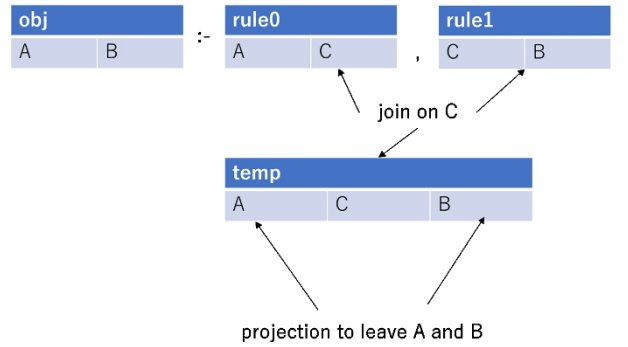 obj :- rule0 , rule1
A B A C C B
join on C
temp
A C B
projection to leave A and B